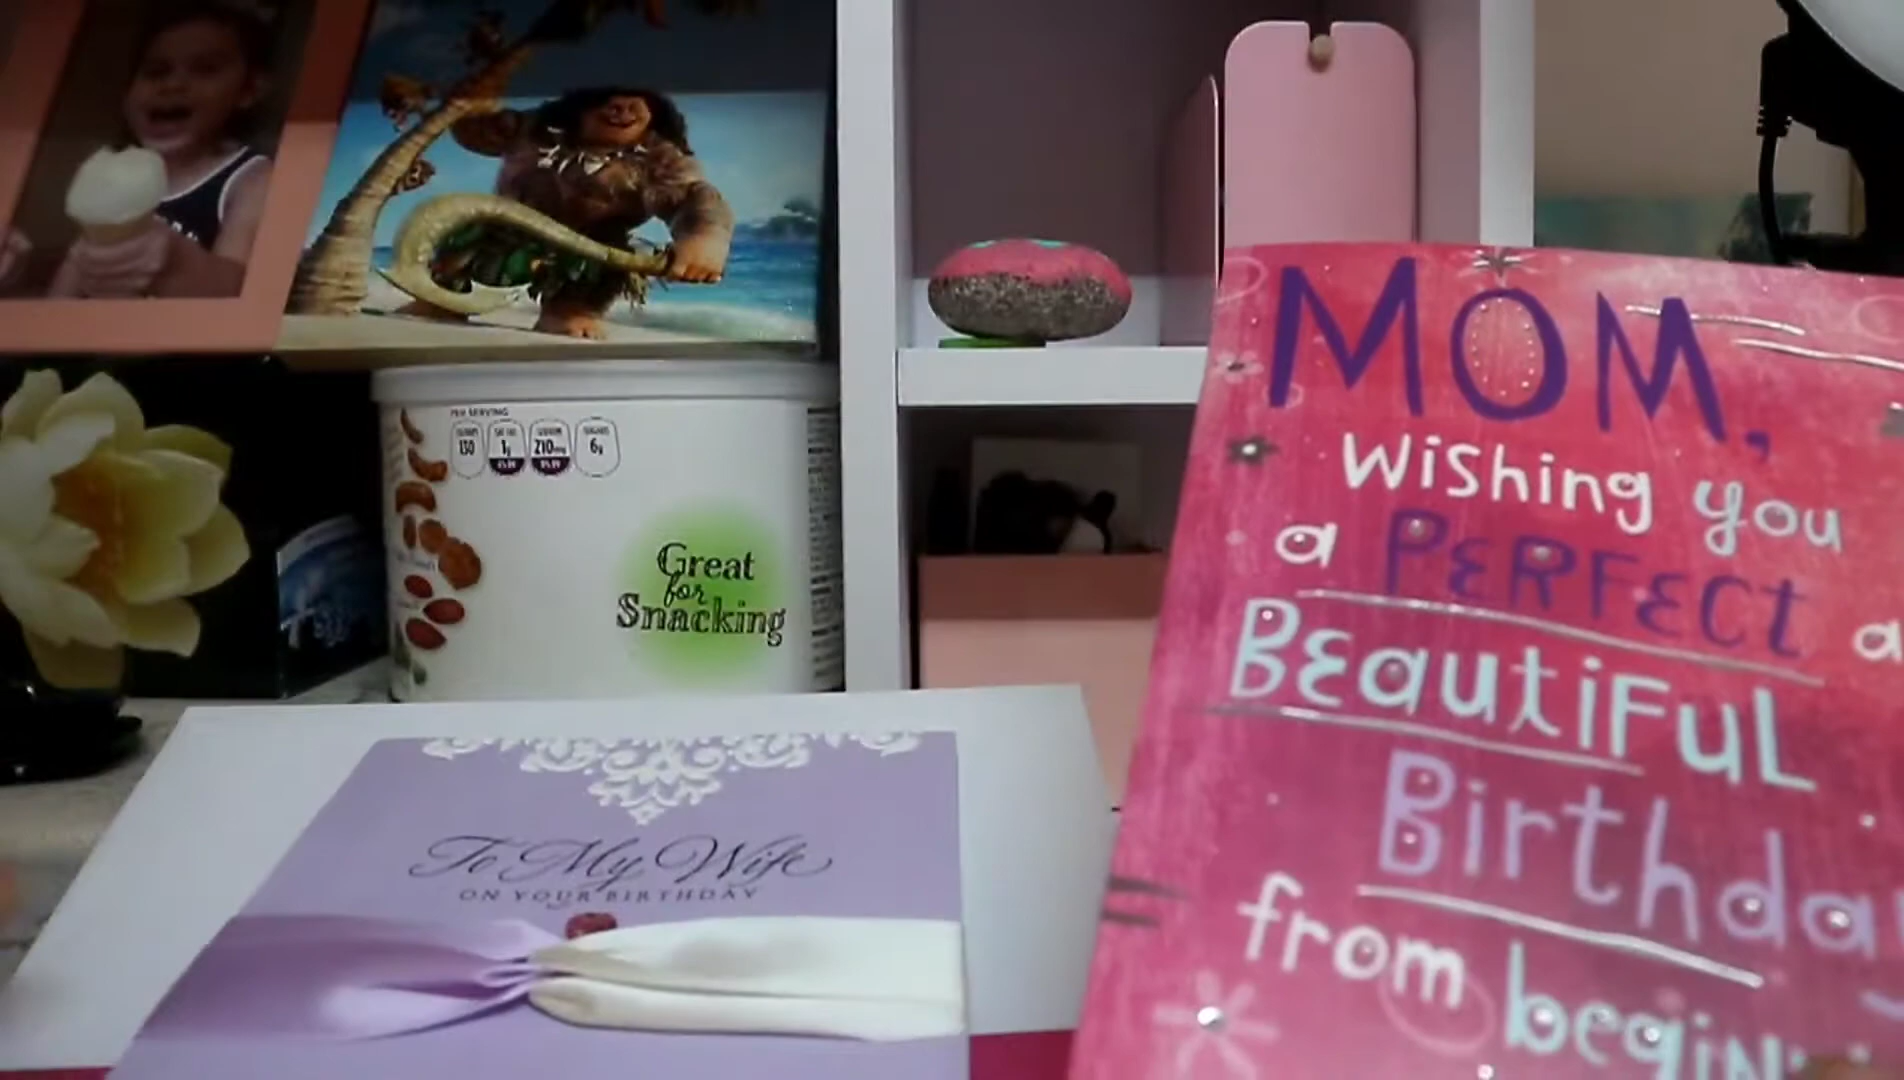 PER SERVING
130
1g
210mg
6g
Great
for
Snacking
To My Wife
ON YOUR BIRTHDAY
MOM,
Wishing you
a PERFECT a
BEAUTIFUL
Birthda
from begin